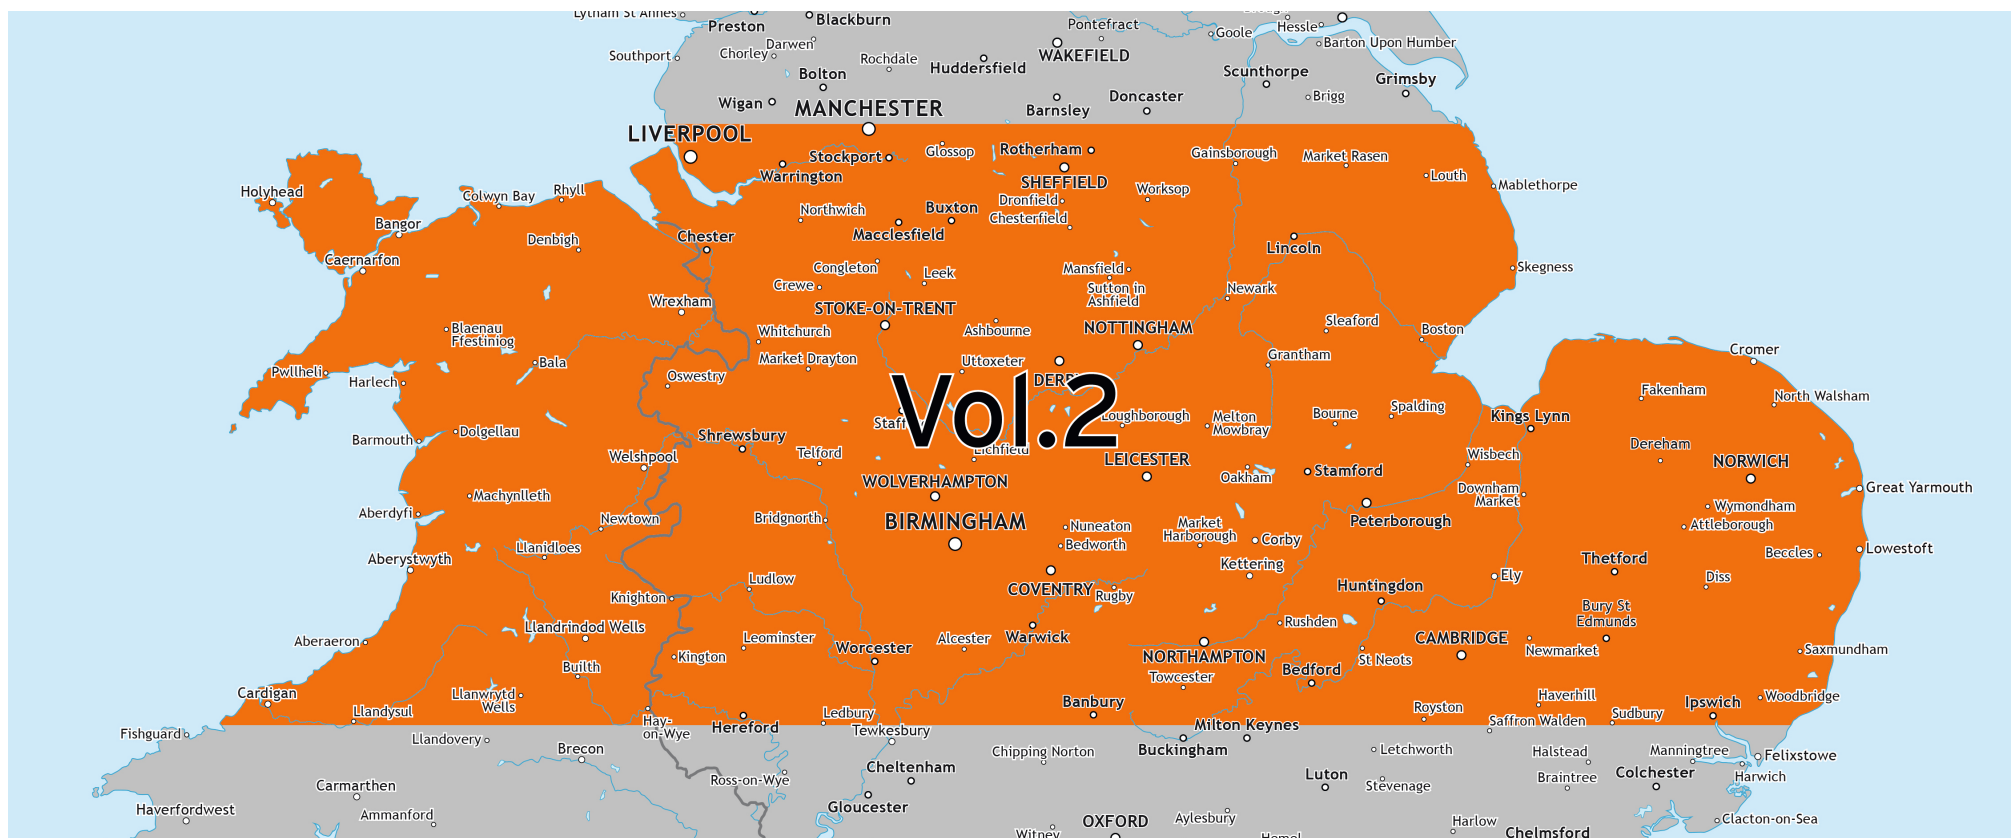 Lytham St Annes
Preston
Blackburn
Pontefract
Hessle
Goole
Barton Upon Humber
Southport
Chorley
Darwen
Rochdale
Huddersfield
WAKEFIELD
Bolton
Scunthorpe
Grimsby
Wigan
MANCHESTER
Barnsley
Doncaster
Brigg
LIVERPOOL
Stockport
Glossop
Rotherham
Gainsborough
Market Rasen
Warrington
SHEFFIELD
Louth
Mablethorpe
Holyhead
Colwyn Bay
Rhyll
Dronfield
Worksop
Northwich
Buxton
Chesterfield
Bangor
Denbigh
Chester
Macclesfield
Lincoln
Caernarfon
Congleton
Leek
Mansfield
Skegness
Crewe
Sutton in
Ashfield
Newark
Wrexham
STOKE-ON-TRENT
Blaenau
Ffestiniog
Whitchurch
Ashbourne
NOTTINGHAM
Sleaford
Boston
Bala
Market Drayton
Uttoxeter
Grantham
Cromer
Pwllheli
Harlech
Oswestry
DERBY
Vol.2
Fakenham
North Walsham
Staff
Loughborough
Melton
Mowbray
Bourne
Spalding
Kings Lynn
Barmouth
Dolgellau
Shrewsbury
Dereham
Welshpool
Telford
Lichfield
LEICESTER
Oakham
Stamford
Wisbech
NORWICH
Machynlleth
WOLVERHAMPTON
Downham
Market
Great Yarmouth
Aberdyfi
Newtown
Bridgnorth
BIRMINGHAM
Nuneaton
Market
Harborough
Peterborough
Wymondham
Attleborough
Aberystwyth
Llanidloes
Bedworth
Corby
Beccles
Lowestoft
Kettering
Thetford
Knighton
Ludlow
COVENTRY
Rugby
Huntingdon
Ely
Diss
Bury St
Edmunds
Aberaeron
Llandrindod Wells
Leominster
Worcester
Alcester
Warwick
Rushden
CAMBRIDGE
Newmarket
Saxmundham
Builth
Kington
NORTHAMPTON
St Neots
Towcester
Bedford
Cardigan
Llanwrytd
Wells
Haverhill
Woodbridge
Llandysul
Hay-
on-Wye
Hereford
Ledbury
Banbury
Royston
Saffron Walden
Sudbury
Ipswich
Fishguard
Llandovery
Brecon
Tewkesbury
Chipping Norton
Milton Keynes
Buckingham
Letchworth
Halstead
Manningtree
Felixstowe
Carmarthen
Ross-on-Wye
Cheltenham
Luton
Stevenage
Braintree
Colchester
Harwich
Haverfordwest
Ammanford
Gloucester
OXFORD
Aylesbury
Harlow
Clacton-on-Sea
Witney
Hemel
Chelmsford